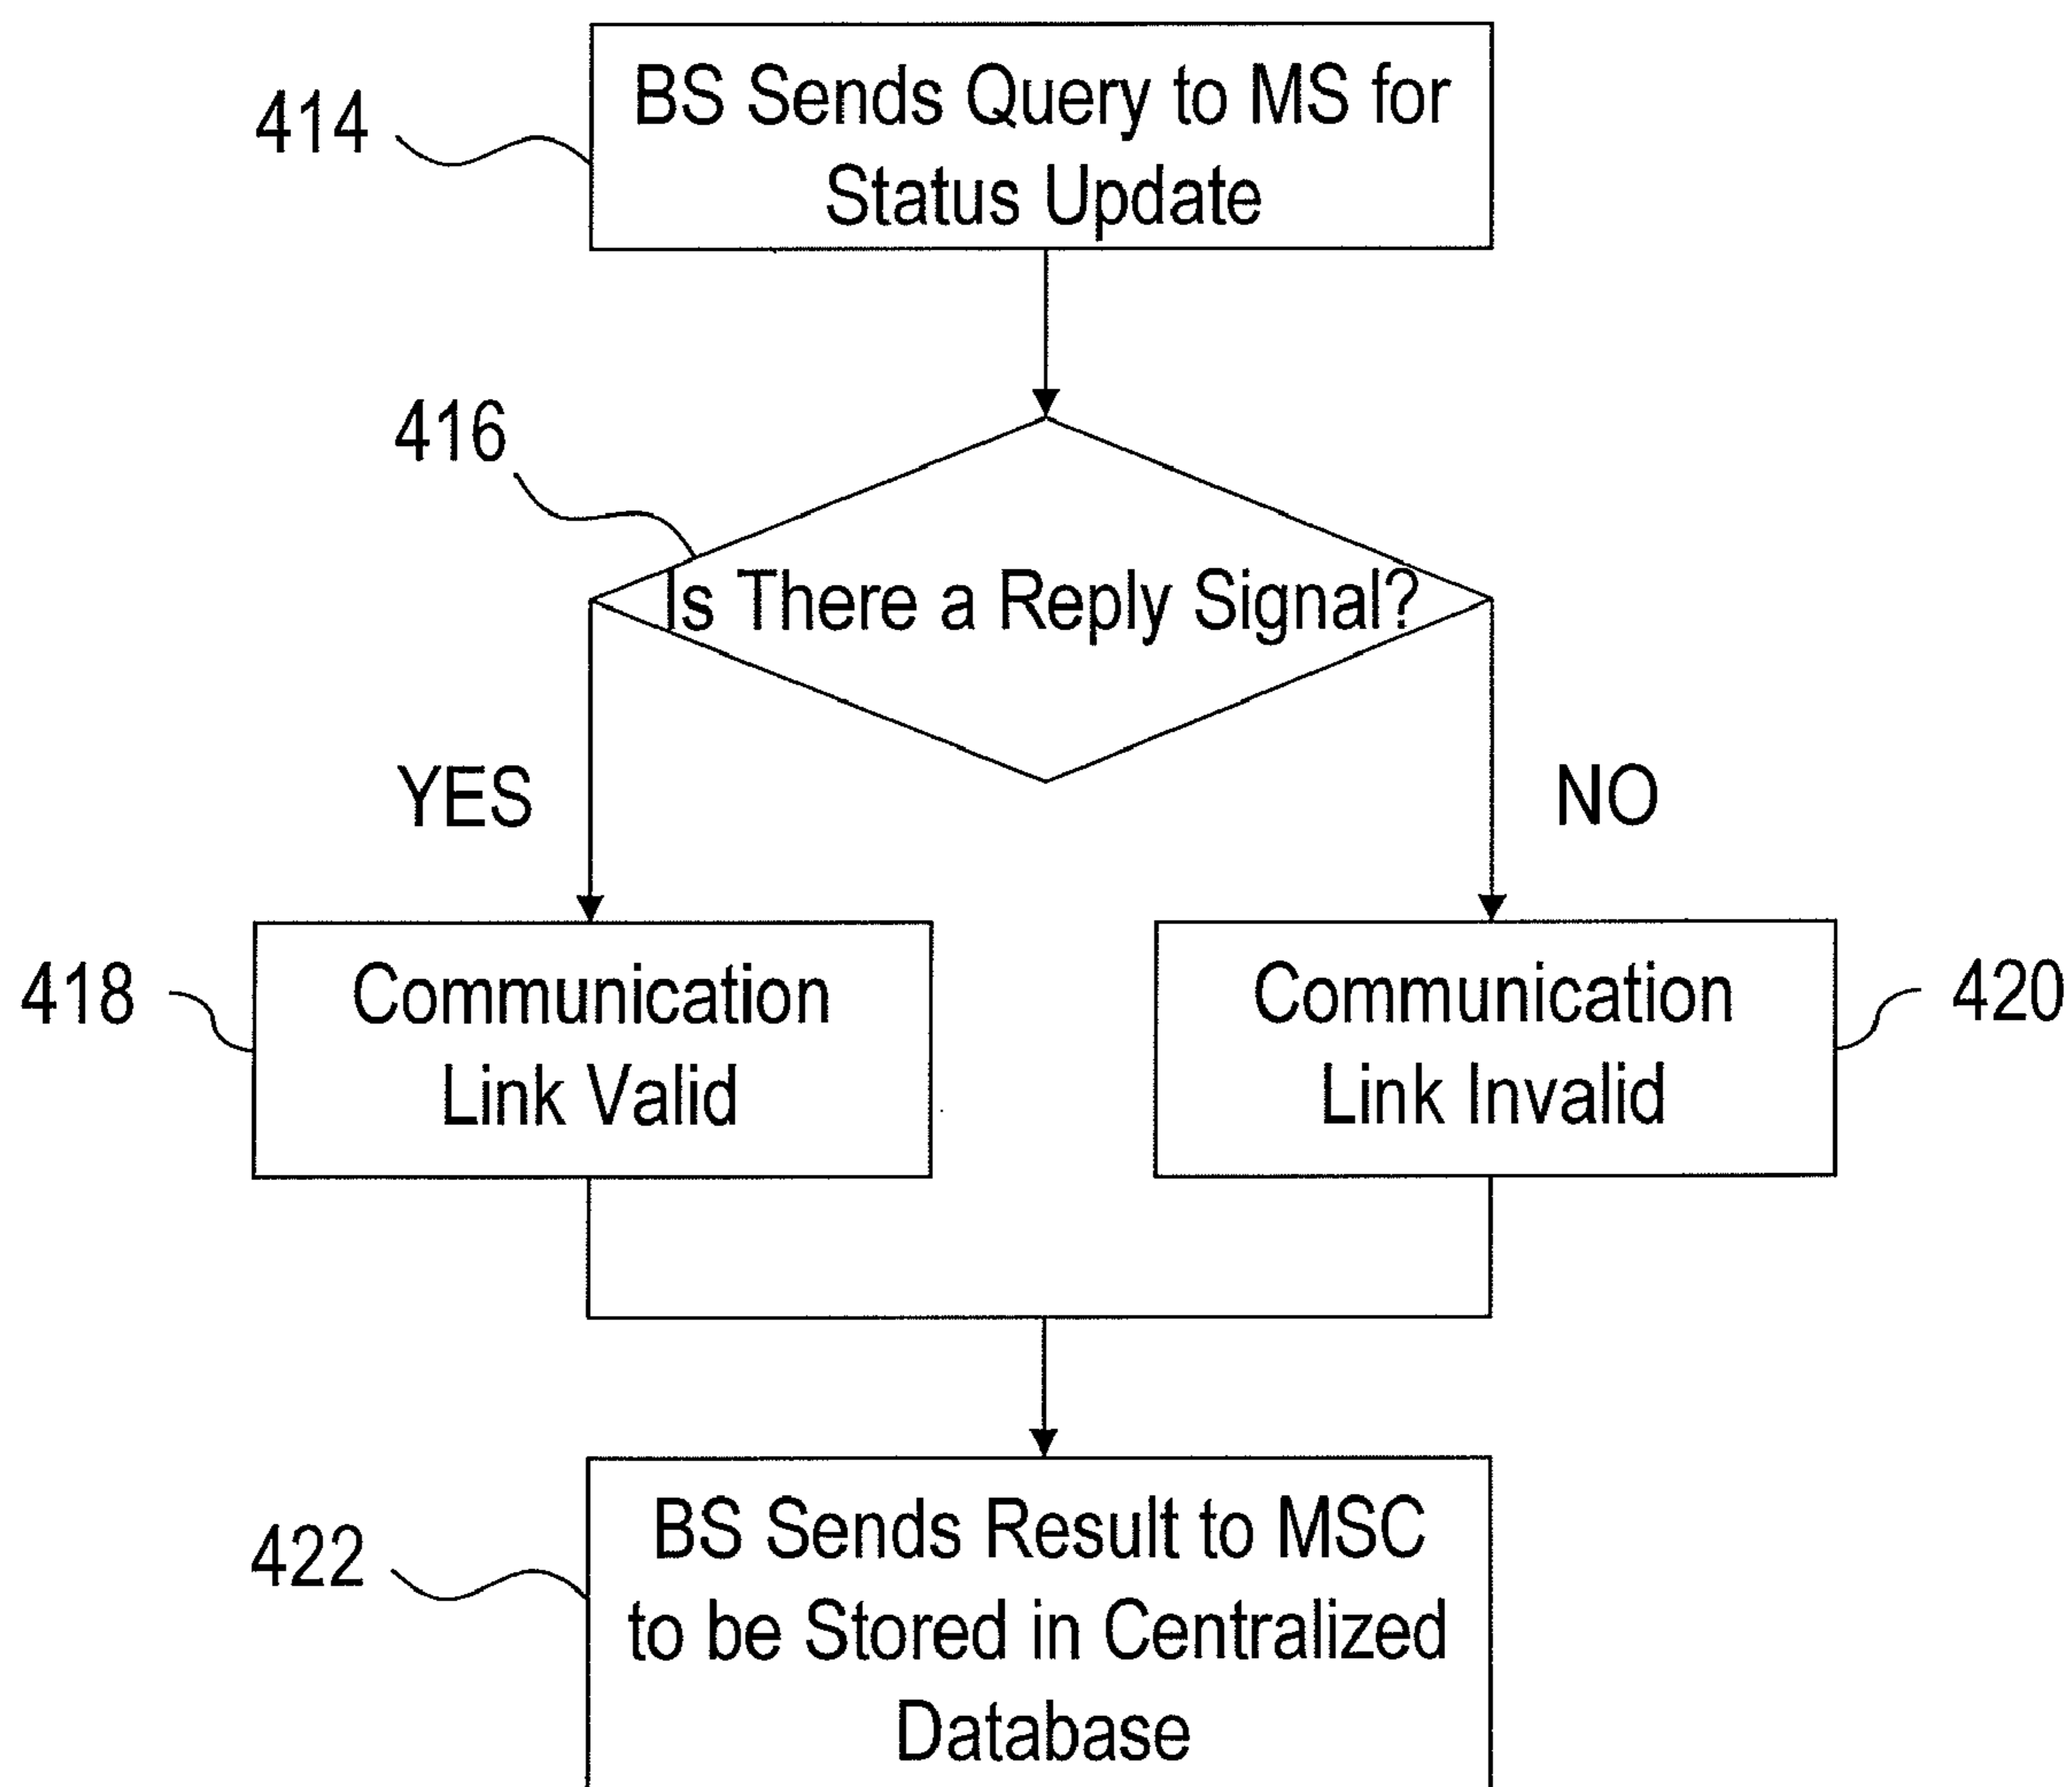 414
BS Sends Query to MS for
Status Update
416
Is There a Reply Signal?
YES
NO
418
Communication
Link Valid
Communication
Link Invalid
420
422
BS Sends Result to MSC
to be Stored in Centralized
Database